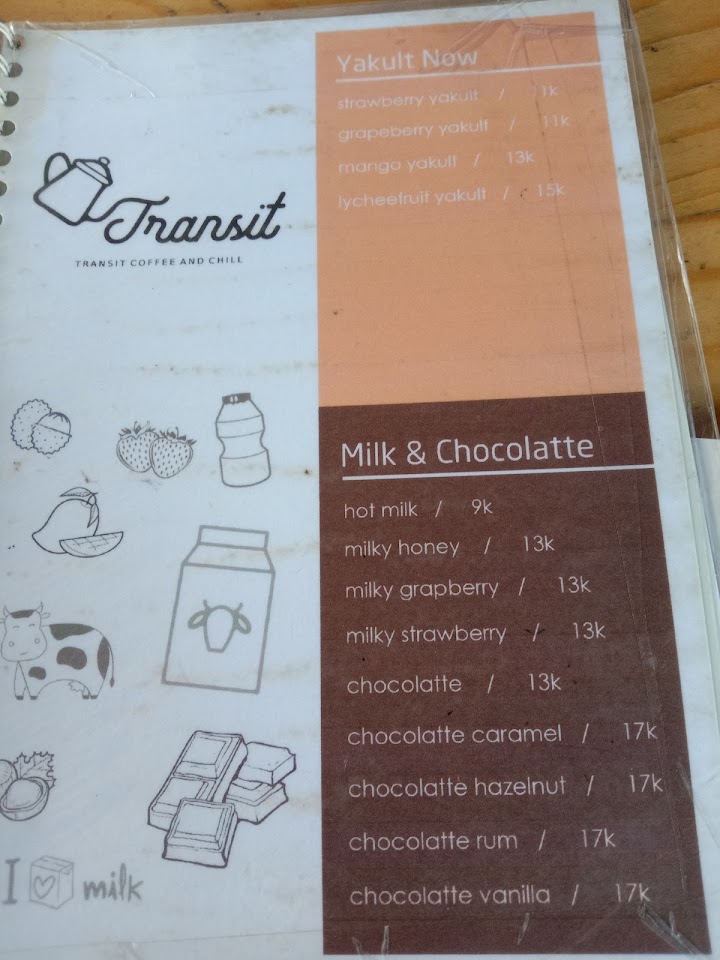 Transit
TRANSIT COFFEE AND CHILL
I milk
Yakult Now
strawberry yakult / 11k
grapeberry yakult / 11k
mango yakult / 13k
lycheefruit yakult / 15k
Milk & Chocolatte
hot milk / 9k
milky honey / 13k
milky grapberry / 13k
milky strawberry / 13k
chocolatte / 13k
chocolatte caramel / 17k
chocolatte hazelnut / 17k
chocolatte rum / 17k
chocolatte vanilla / 17k